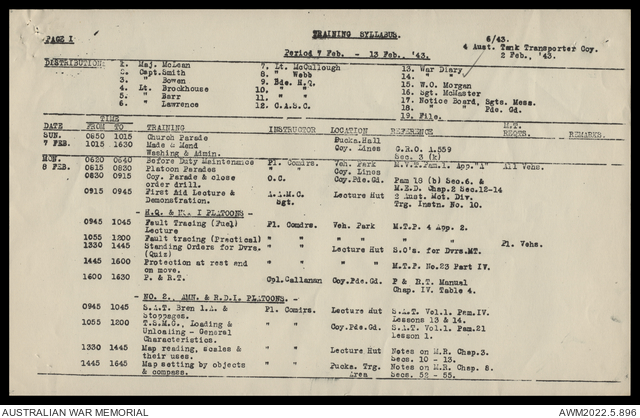 PAGE I
TRAINING SYLLABUS.
6/43.
4 Aust. Tank Transporter Coy.
Period 7 Feb. - 13 Feb., '43.
2 Feb., '43.
DISTRIBUTION 1. Maj. McLean 7. Lt. McCullough 13. War Diary
2. Capt. Smith 8. " Webb 14. " "
3. " Bowen 9. Bde. H.Q. 15. W.O. Morgan
4. Lt. Brookhouse 10. " " 16. Sgt. McMaster
5. " Barr 11. " " 17. Notice Board, Sgts. Mess.
6. " Lawrence 12. C.A.S.C. 18. " " Pde. Gd.
19. File.
TIME M.T.
DATE FROM TO TRAINING INSTRUCTOR LOCATION REFERENCE REQTS. REMARKS.
SUN. 0850 1015 Church Parade Pucka.Hall
7 FEB. 1015 1630 Make & Mend Coy. Lines G.R.O. A.559
Washing & Admin. Sec. 3 (k)
MON. 0620 0640 Before Duty Maintenance Pl. Comdrs. Veh. Park M.V.T.Pam.1. App."A" All Vehs.
8 FEB. 0615 0830 Platoon Parades Coy. Lines
0830 0915 Coy. Parade & close O.C. Coy.Pde.Gd. Pam 18 (b) Sec.6. &
order drill. M.E.D. Chap.2 Sec.12-14
0915 0945 First Aid Lecture & A.A.M.C. Lecture Hut 2 Aust. Mot. Div.
Demonstration. Sgt. Trg. Instn. No. 10.
- H.Q. & No. I PLATOONS -
0945 1045 Fault Tracing (Fuel) Pl. Comdrs. Veh. Park M.T.P. 4 App. 2.
Lecture
1055 1200 Fault tracing (Practical) " " " " " " " Pl. Vehs.
1330 1445 Standing Orders for Dvrs. " " Lecture Hut S.O's. for Dvrs.MT.
(Quiz)
1445 1600 Protection at rest and " " " " M.T.P. No.23 Part IV.
on move.
1600 1630 P. & R.T. Cpl.Callanan Coy.Pde.Gd. P & R.T. Manual
Chap. IV. Table 4.
- NO. 2., AMN. & R.D.I. PLATOONS. -
0945 1045 S.A.T. Bren L.A. & Pl. Comdrs. Lecture Hut S.A.T. Vol.1. Pam.IV.
Stoppages. Lessons 13 & 14.
1055 1200 T.S.M.G., Loading & " " Coy.Pde.Gd. S.A.T. Vol.1. Pam.21
Unloading - General Lesson 1.
Characteristics.
1330 1445 Map reading, scales & " " Lecture Hut Notes on M.R. Chap.3.
their uses. Secs. 10 - 13.
1445 1645 Map setting by objects " " Pucka. Trg. Notes on M.R. Chap. 8.
& compass. Area Secs. 52 - 55.
AUSTRALIAN WAR MEMORIAL
AWM2022.5.896